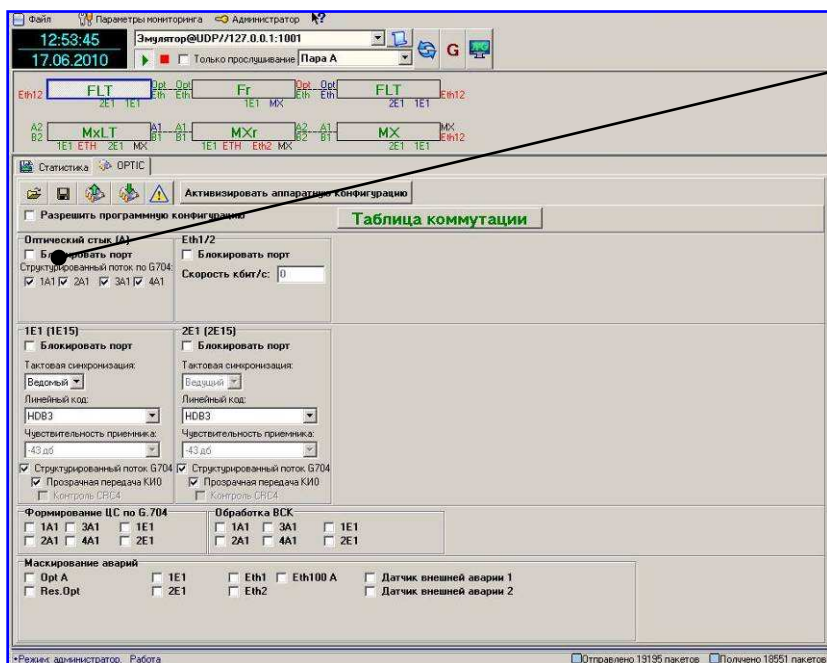 Файл Параметры мониторинга Администратор
12:53:45
17.06.2010
Эмулятор@UDP//127.0.0.1:1001
Только прослушивание Пара А
G
Eth12 FLT Opt Opt Fr Opt Opt FLT Eth12
Eth Eth Eth Eth
2E1 1E1 1E1 MX 2E1 1E1
A2 MxLT A1 A1 MXr A2 A1 MX MX
B2 B1 B1 B2 B1 Eth12
1E1 ETH 2E1 MX 1E1 ETH Eth2 MX 2E1 1E1
Статистика OPTIC
Активизировать аппаратную конфигурацию
Разрешить программную конфигурацию Таблица коммутации
Оптический стык (А) Eth1/2
Блокировать порт Блокировать порт
Структурированный поток по G704: Скорость кбит/с: 0
1A1 2A1 3A1 4A1
1E1 (1E15) 2E1 (2E15)
Блокировать порт Блокировать порт
Тактовая синхронизация: Тактовая синхронизация:
Ведомый Ведущий
Линейный код: Линейный код:
HDB3 HDB3
Чувствительность приемника: Чувствительность приемника:
-43 дб -43 дб
Структурированный поток G704 Структурированный поток G704
Прозрачная передача КИ0 Прозрачная передача КИ0
Контроль CRC4 Контроль CRC4
Формирование ЦС по G.704 Обработка ВСК
1A1 3A1 1E1 1A1 3A1 1E1
2A1 4A1 2E1 2A1 4A1 2E1
Маскирование аварий
Opt A 1E1 Eth1 Eth100 A Датчик внешней аварии 1
Res.Opt 2E1 Eth2 Датчик внешней аварии 2
•Режим: администратор. Работа Отправлено 19195 пакетов Получено 18551 пакетов